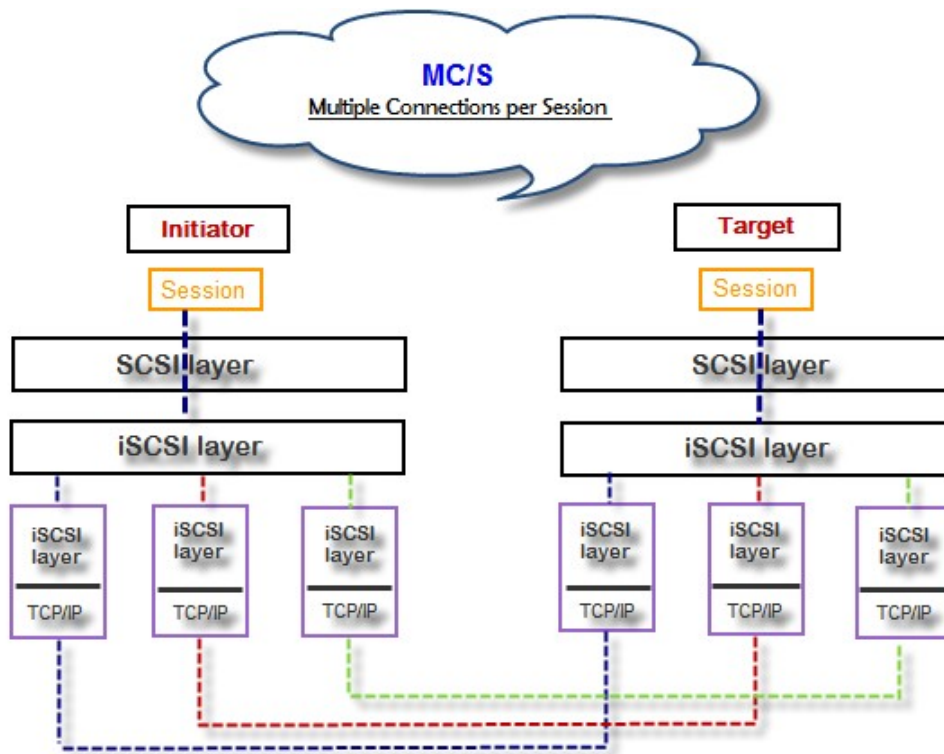 MC/S
Multiple Connections per Session
Initiator
Target
Session
Session
SCSI layer
SCSI layer
iSCSI layer
iSCSI layer
iSCSI
layer
TCP/IP
iSCSI
layer
TCP/IP
iSCSI
layer
TCP/IP
iSCSI
layer
TCP/IP
iSCSI
layer
TCP/IP
iSCSI
layer
TCP/IP